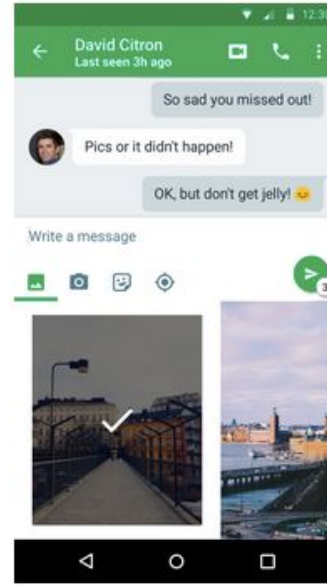 12:30
David Citron
Last seen 3h ago
So sad you missed out!
Pics or it didn't happen!
OK, but don't get jelly! 😊
Write a message
3